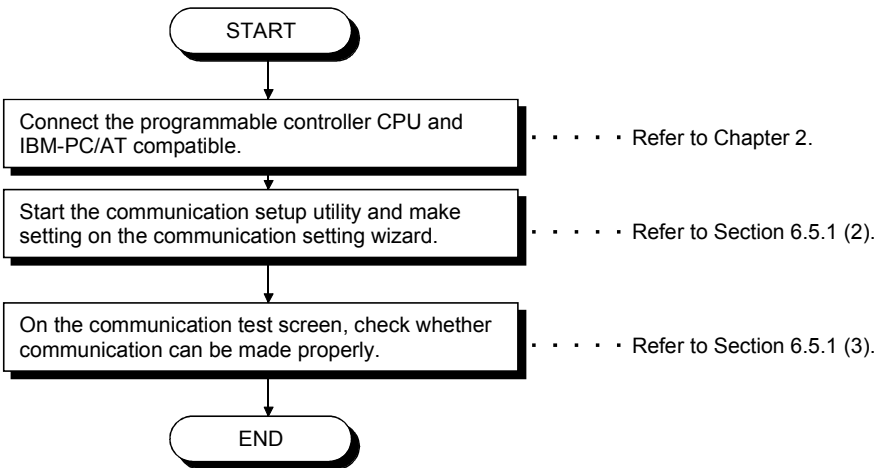 START
Connect the programmable controller CPU and
IBM-PC/AT compatible.
Refer to Chapter 2.
Start the communication setup utility and make
setting on the communication setting wizard.
Refer to Section 6.5.1 (2).
On the communication test screen, check whether
communication can be made properly.
Refer to Section 6.5.1 (3).
END